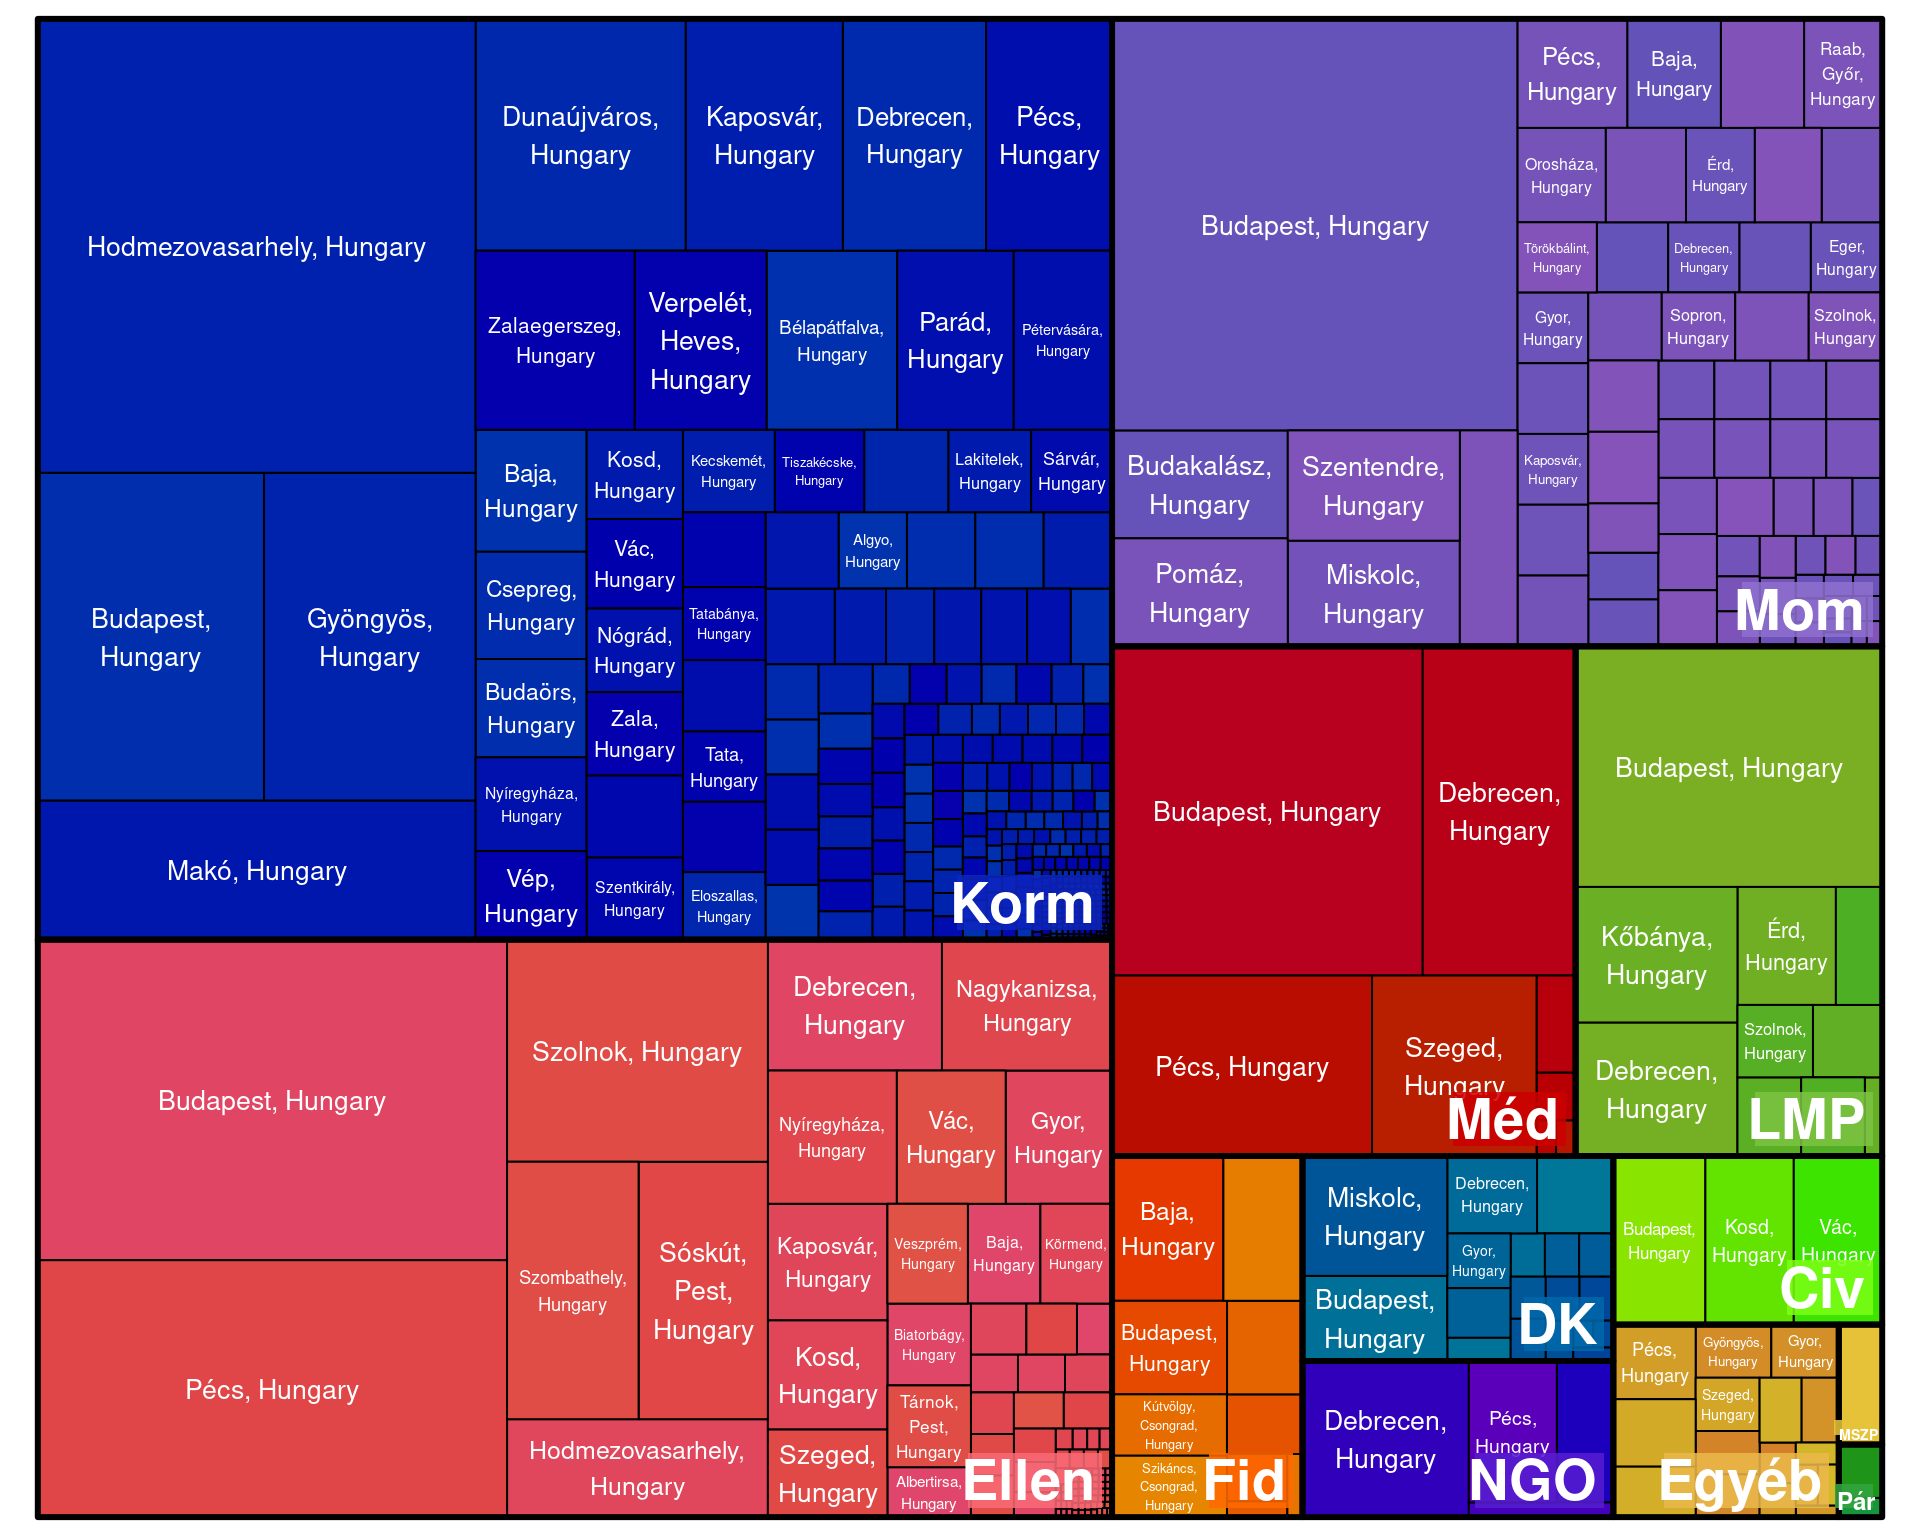 Hodmezovasarhely, Hungary
Dunaújváros,
Hungary
Kaposvár,
Hungary
Debrecen,
Hungary
Pécs,
Hungary
Zalaegerszeg,
Hungary
Verpelét,
Heves,
Hungary
Bélapátfalva,
Hungary
Parád,
Hungary
Pétervására,
Hungary
Budapest,
Hungary
Gyöngyös,
Hungary
Makó, Hungary
Baja,
Hungary
Csepreg,
Hungary
Budaörs,
Hungary
Nyíregyháza,
Hungary
Vép,
Hungary
Kosd,
Hungary
Vác,
Hungary
Nógrád,
Hungary
Zala,
Hungary
Szentkirály,
Hungary
Kecskemét,
Hungary
Tiszakécske,
Hungary
Lakitelek,
Hungary
Sárvár,
Hungary
Algyo,
Hungary
Tatabánya,
Hungary
Tata,
Hungary
Eloszallas,
Hungary
Korm
Budapest, Hungary
Pécs,
Hungary
Baja,
Hungary
Raab,
Győr,
Hungary
Orosháza,
Hungary
Érd,
Hungary
Törökbálint,
Hungary
Debrecen,
Hungary
Eger,
Hungary
Gyor,
Hungary
Sopron,
Hungary
Szolnok,
Hungary
Kaposvár,
Hungary
Budakalász,
Hungary
Szentendre,
Hungary
Pomáz,
Hungary
Miskolc,
Hungary
Mom
Budapest, Hungary
Debrecen,
Hungary
Pécs, Hungary
Szeged,
Hungary
Méd
Budapest, Hungary
Kőbánya,
Hungary
Érd,
Hungary
Debrecen,
Hungary
Szolnok,
Hungary
LMP
Budapest, Hungary
Pécs, Hungary
Szolnok, Hungary
Szombathely,
Hungary
Sóskút,
Pest,
Hungary
Hodmezovasarhely,
Hungary
Debrecen,
Hungary
Nagykanizsa,
Hungary
Nyíregyháza,
Hungary
Vác,
Hungary
Gyor,
Hungary
Kaposvár,
Hungary
Veszprém,
Hungary
Baja,
Hungary
Körmend,
Hungary
Kosd,
Hungary
Biatorbágy,
Hungary
Tárnok,
Pest,
Hungary
Szeged,
Hungary
Albertirsa,
Hungary
Ellen
Baja,
Hungary
Budapest,
Hungary
Kútvölgy,
Csongrad,
Hungary
Szikáncs,
Csongrad,
Hungary
Fid
Miskolc,
Hungary
Debrecen,
Hungary
Gyor,
Hungary
Budapest,
Hungary
DK
Debrecen,
Hungary
Pécs,
Hungary
NGO
Budapest,
Hungary
Kosd,
Hungary
Vác,
Hungary
Civ
Pécs,
Hungary
Gyöngyös,
Hungary
Gyor,
Hungary
Szeged,
Hungary
Egyéb
MSZP
Pár